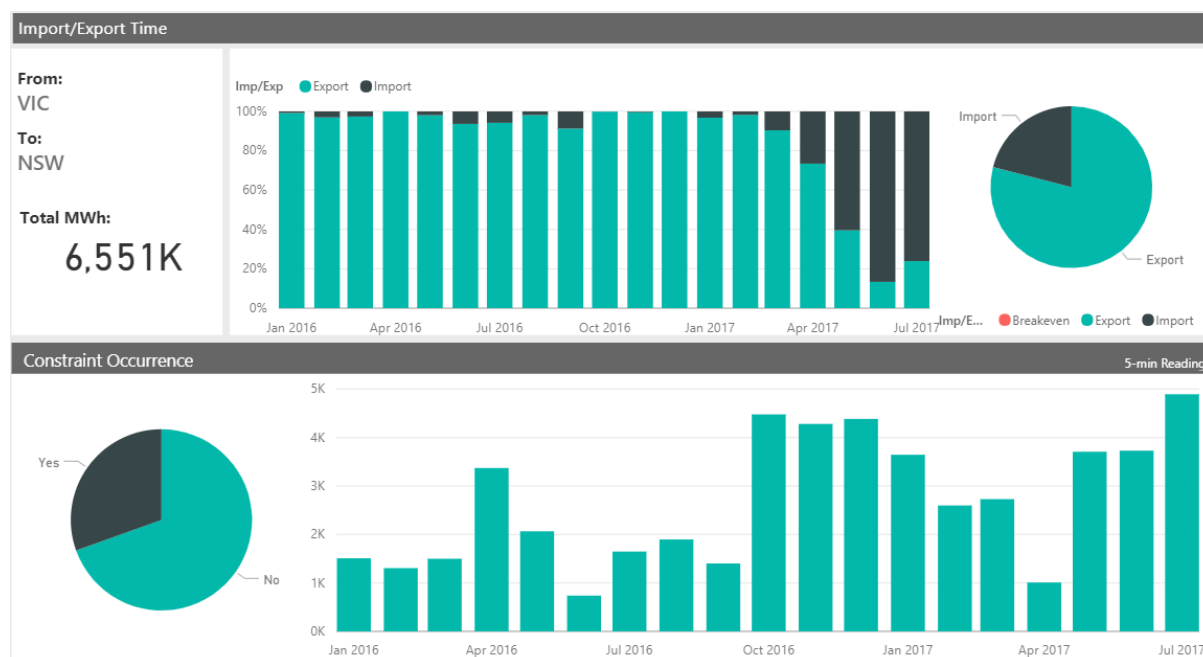 Import/Export Time
From:
VIC
To:
NSW
Total MWh:
6,551K
Imp/Exp Export Import
100%
80%
60%
40%
20%
0%
Jan 2016 Apr 2016 Jul 2016 Oct 2016 Jan 2017 Apr 2017 Jul 2017
Import
Export
Imp/E... Breakeven Export Import
Constraint Occurrence
5-min Reading
Yes
No
5K
4K
3K
2K
1K
0K
Jan 2016 Apr 2016 Jul 2016 Oct 2016 Jan 2017 Apr 2017 Jul 2017